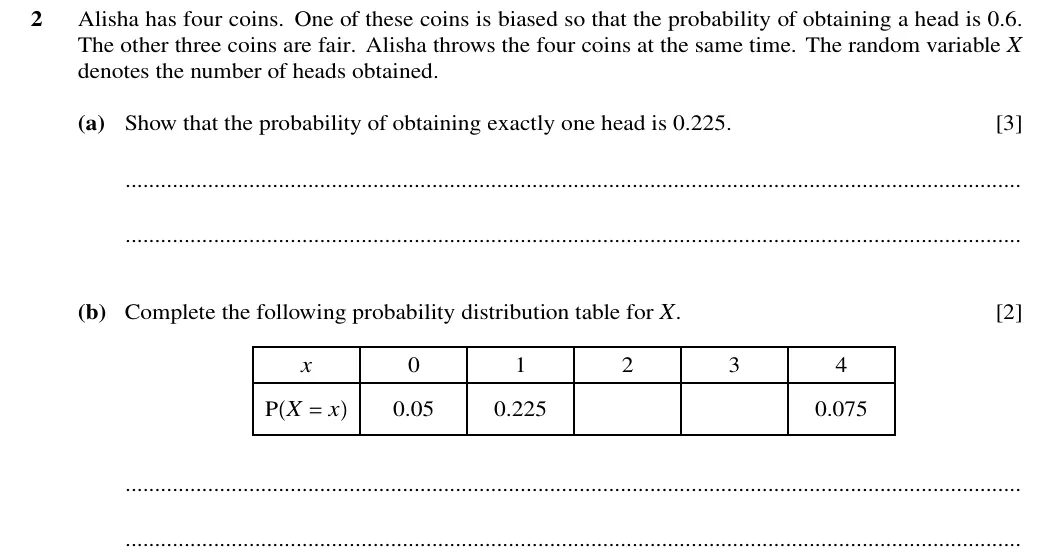 2 Alisha has four coins. One of these coins is biased so that the probability of obtaining a head is 0.6.
The other three coins are fair. Alisha throws the four coins at the same time. The random variable X
denotes the number of heads obtained.
(a) Show that the probability of obtaining exactly one head is 0.225. [3]
(b) Complete the following probability distribution table for X. [2]
x 0 1 2 3 4
P(X = x) 0.05 0.225 0.075